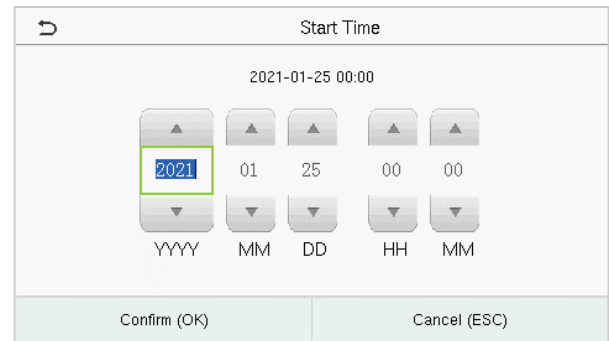 Start Time
2021-01-25 00:00
2021 01 25 00 00
YYYY MM DD HH MM
Confirm (OK) Cancel (ESC)